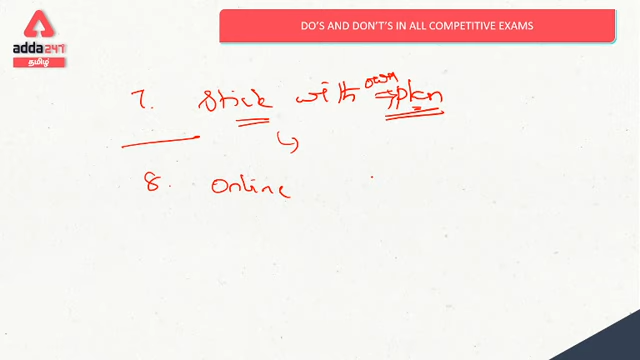 DO'S AND DON'T'S IN ALL COMPETITIVE EXAMS
adda247
தமிழ்
7. Stick with own plan
8. Online